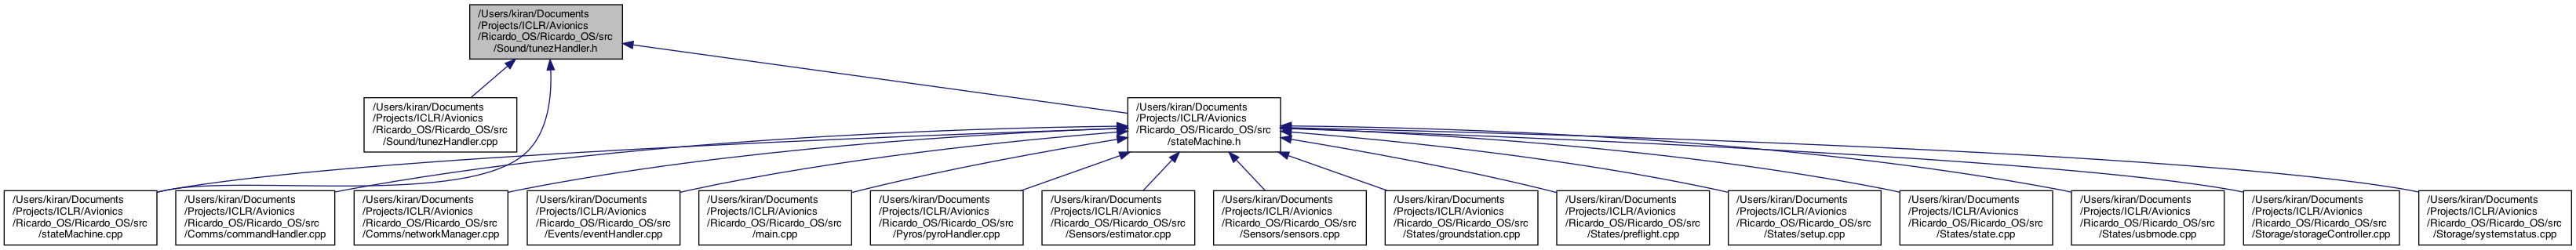 /Users/kiran/Documents
/Projects/ICLR/Avionics
/Ricardo_OS/Ricardo_OS/src
/Sound/tunezHandler.h
/Users/kiran/Documents
/Projects/ICLR/Avionics
/Ricardo_OS/Ricardo_OS/src
/Sound/tunezHandler.cpp
/Users/kiran/Documents
/Projects/ICLR/Avionics
/Ricardo_OS/Ricardo_OS/src
/stateMachine.h
/Users/kiran/Documents
/Projects/ICLR/Avionics
/Ricardo_OS/Ricardo_OS/src
/stateMachine.cpp
/Users/kiran/Documents
/Projects/ICLR/Avionics
/Ricardo_OS/Ricardo_OS/src
/Comms/commandHandler.cpp
/Users/kiran/Documents
/Projects/ICLR/Avionics
/Ricardo_OS/Ricardo_OS/src
/Comms/networkManager.cpp
/Users/kiran/Documents
/Projects/ICLR/Avionics
/Ricardo_OS/Ricardo_OS/src
/Events/eventHandler.cpp
/Users/kiran/Documents
/Projects/ICLR/Avionics
/Ricardo_OS/Ricardo_OS/src
/main.cpp
/Users/kiran/Documents
/Projects/ICLR/Avionics
/Ricardo_OS/Ricardo_OS/src
/Pyros/pyroHandler.cpp
/Users/kiran/Documents
/Projects/ICLR/Avionics
/Ricardo_OS/Ricardo_OS/src
/Sensors/estimator.cpp
/Users/kiran/Documents
/Projects/ICLR/Avionics
/Ricardo_OS/Ricardo_OS/src
/Sensors/sensors.cpp
/Users/kiran/Documents
/Projects/ICLR/Avionics
/Ricardo_OS/Ricardo_OS/src
/States/groundstation.cpp
/Users/kiran/Documents
/Projects/ICLR/Avionics
/Ricardo_OS/Ricardo_OS/src
/States/preflight.cpp
/Users/kiran/Documents
/Projects/ICLR/Avionics
/Ricardo_OS/Ricardo_OS/src
/States/setup.cpp
/Users/kiran/Documents
/Projects/ICLR/Avionics
/Ricardo_OS/Ricardo_OS/src
/States/state.cpp
/Users/kiran/Documents
/Projects/ICLR/Avionics
/Ricardo_OS/Ricardo_OS/src
/States/usbmode.cpp
/Users/kiran/Documents
/Projects/ICLR/Avionics
/Ricardo_OS/Ricardo_OS/src
/Storage/storageController.cpp
/Users/kiran/Documents
/Projects/ICLR/Avionics
/Ricardo_OS/Ricardo_OS/src
/Storage/systemstatus.cpp